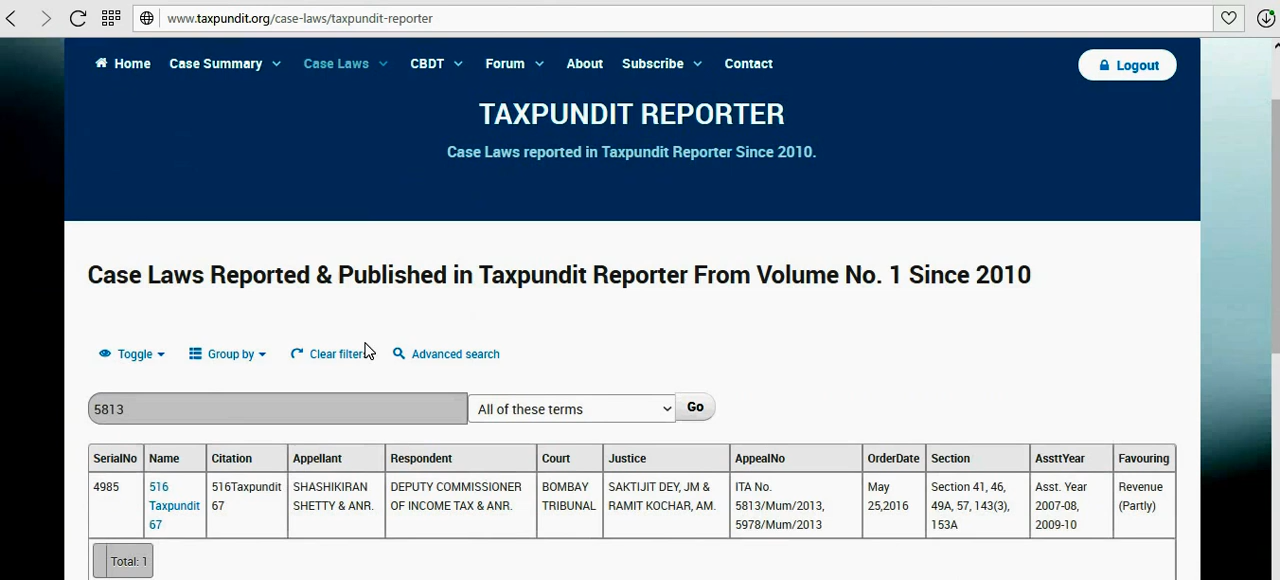 www.taxpundit.org/case-laws/taxpundit-reporter
Home Case Summary Case Laws CBDT Forum About Subscribe Contact Logout
TAXPUNDIT REPORTER
Case Laws reported in Taxpundit Reporter Since 2010.
Case Laws Reported & Published in Taxpundit Reporter From Volume No. 1 Since 2010
Toggle Group by Clear filters Advanced search
5813 All of these terms Go
SerialNo Name Citation Appellant Respondent Court Justice AppealNo OrderDate Section AssttYear Favouring
4985 516 516Taxpundit SHASHIKIRAN DEPUTY COMMISSIONER BOMBAY SAKTIJIT DEY, JM & ITA No. May Section 41, 46, Asst. Year Revenue
Taxpundit 67 SHETTY & ANR. OF INCOME TAX & ANR. TRIBUNAL RAMIT KOCHAR, AM. 5813/Mum/2013, 25,2016 49A, 57, 143(3), 2007-08, (Partly)
67 5978/Mum/2013 153A 2009-10
Total: 1